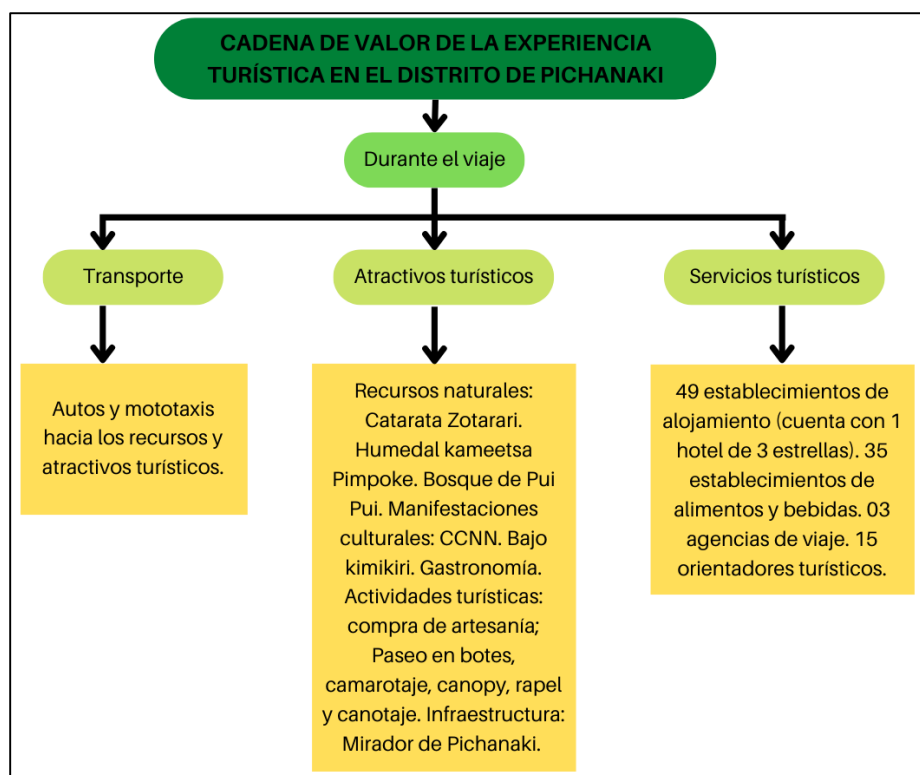 CADENA DE VALOR DE LA EXPERIENCIA
TURÍSTICA EN EL DISTRITO DE PICHANAKI
Durante el viaje
Transporte
Atractivos turísticos
Servicios turísticos
Autos y mototaxis
hacia los recursos y
atractivos turísticos.
Recursos naturales:
Catarata Zotarari.
Humedal kameetsa
Pimpoke. Bosque de Pui
Pui. Manifestaciones
culturales: CCNN. Bajo
kimikiri. Gastronomía.
Actividades turísticas:
compra de artesanía;
Paseo en botes,
camarotaje, canopy, rapel
y canotaje. Infraestructura:
Mirador de Pichanaki.
49 establecimientos de
alojamiento (cuenta con 1
hotel de 3 estrellas). 35
establecimientos de
alimentos y bebidas. 03
agencias de viaje. 15
orientadores turísticos.